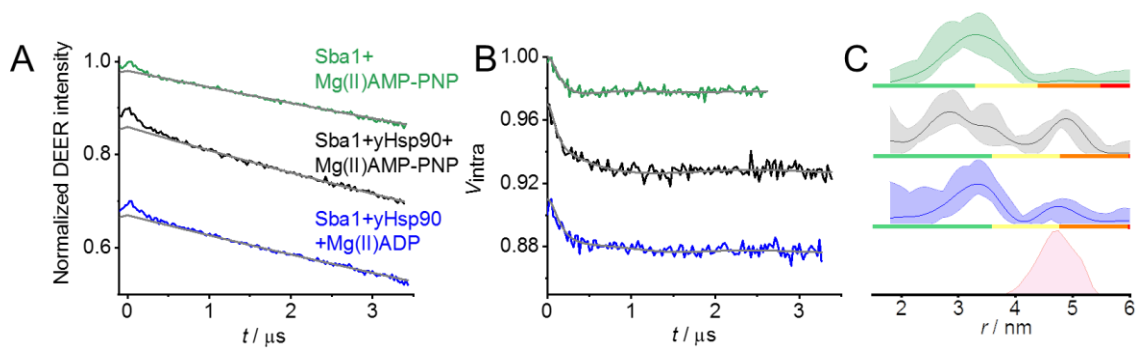 A
Normalized DEER intensity
1.0
0.8
0.6
Sba1+
Mg(II)AMP-PNP
Sba1+yHsp90+
Mg(II)AMP-PNP
Sba1+yHsp90
+Mg(II)ADP
0
1
2
3
t / μs
B
Vintra
1.00
0.96
0.92
0.88
0
1
2
3
t / μs
C
2
3
4
5
6
r / nm